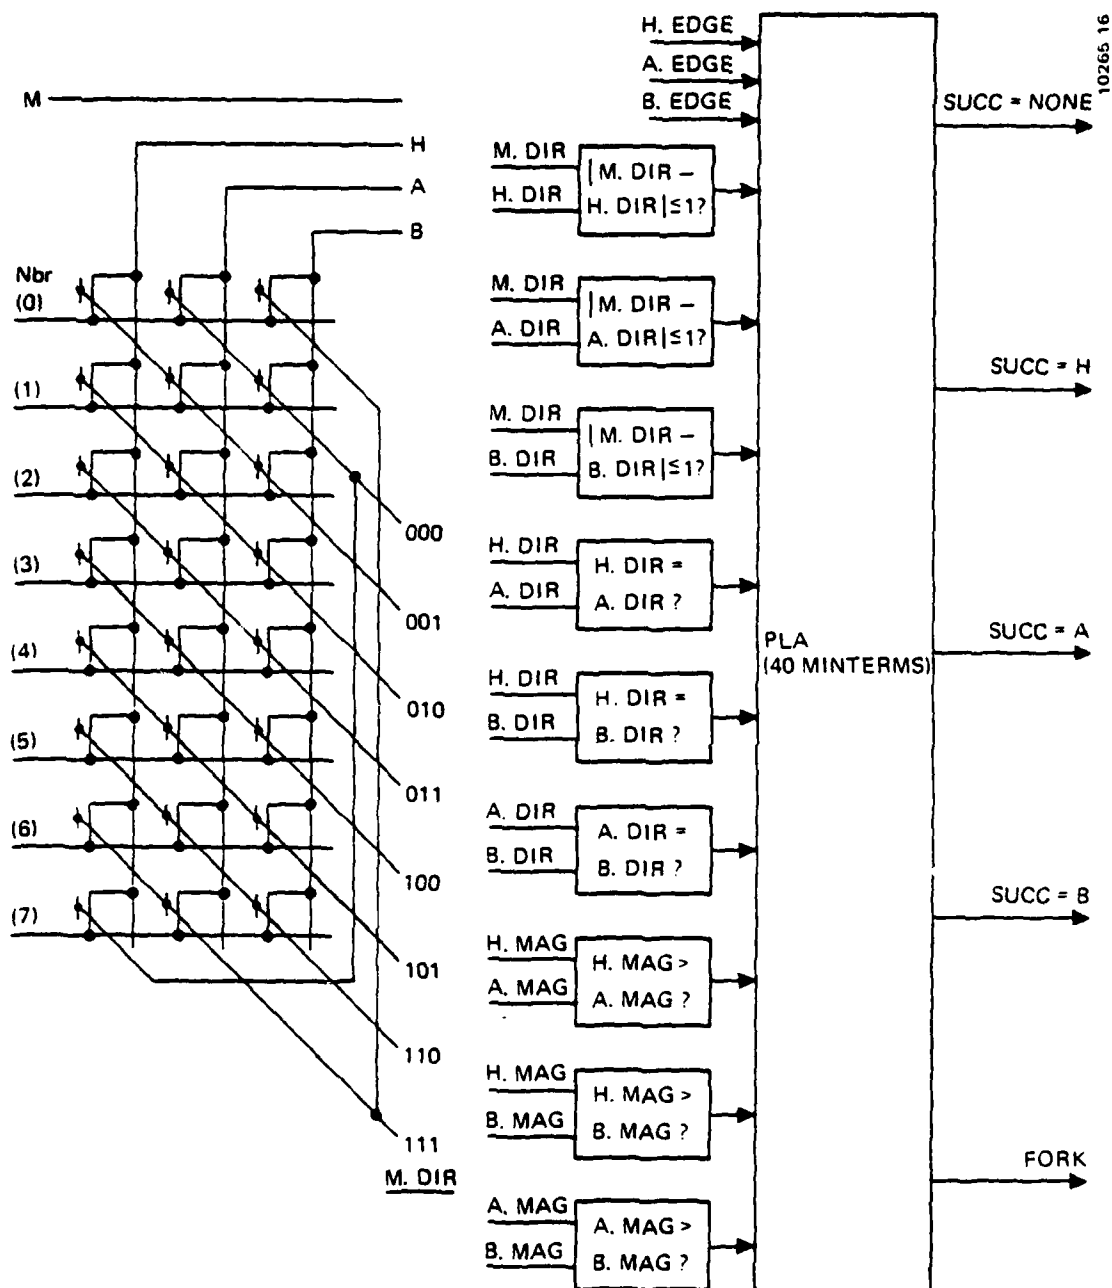 10265 16
M
H
A
B
Nbr
(0)
(1)
(2)
(3)
(4)
(5)
(6)
(7)
000
001
010
011
100
101
110
111
M. DIR
H. EDGE
A. EDGE
B. EDGE
M. DIR
H. DIR
|M. DIR –
H. DIR|≤1?
M. DIR
A. DIR
|M. DIR –
A. DIR|≤1?
M. DIR
B. DIR
|M. DIR –
B. DIR|≤1?
H. DIR
A. DIR
H. DIR =
A. DIR ?
H. DIR
B. DIR
H. DIR =
B. DIR ?
A. DIR
B. DIR
A. DIR =
B. DIR ?
H. MAG
A. MAG
H. MAG >
A. MAG ?
H. MAG
B. MAG
H. MAG >
B. MAG ?
A. MAG
B. MAG
A. MAG >
B. MAG ?
PLA
(40 MINTERMS)
SUCC = NONE
SUCC = H
SUCC = A
SUCC = B
FORK